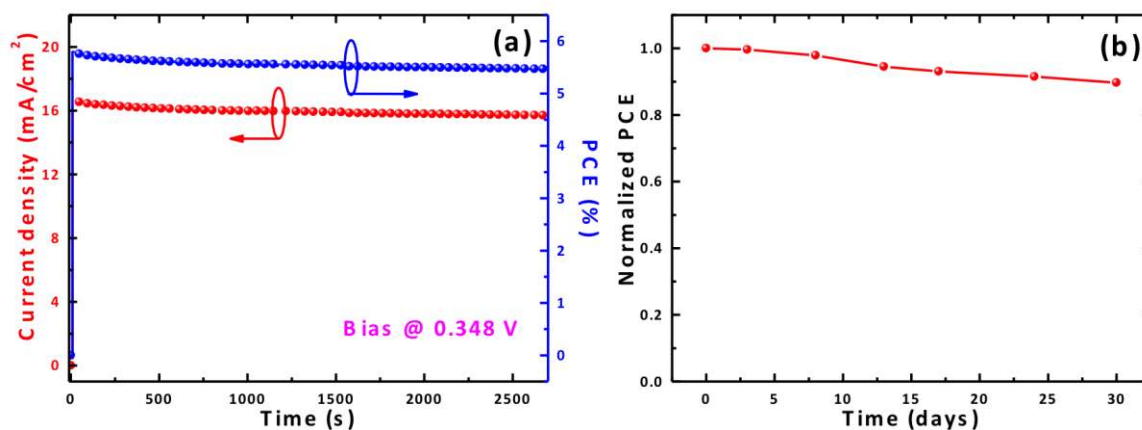 (a)
Current density (mA/cm²)
20
16
12
8
4
0
PCE (%)
6
5
4
3
2
1
0
Bias @ 0.348 V
0 500 1000 1500 2000 2500
Time (s)
(b)
Normalized PCE
1.0
0.8
0.6
0.4
0.2
0.0
0 5 10 15 20 25 30
Time (days)